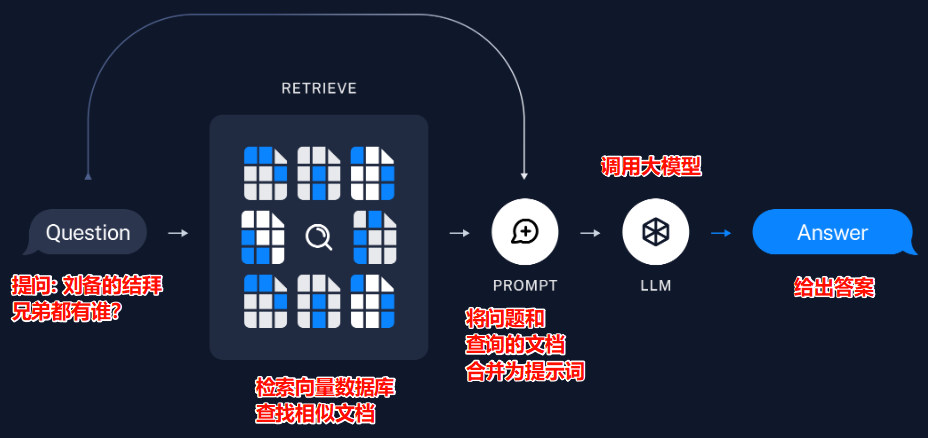 RETRIEVE
调用大模型
Question
Answer
PROMPT
LLM
提问：刘备的结拜
兄弟都有谁？
给出答案
将问题和
查询的文档
合并为提示词
检索向量数据库
查找相似文档